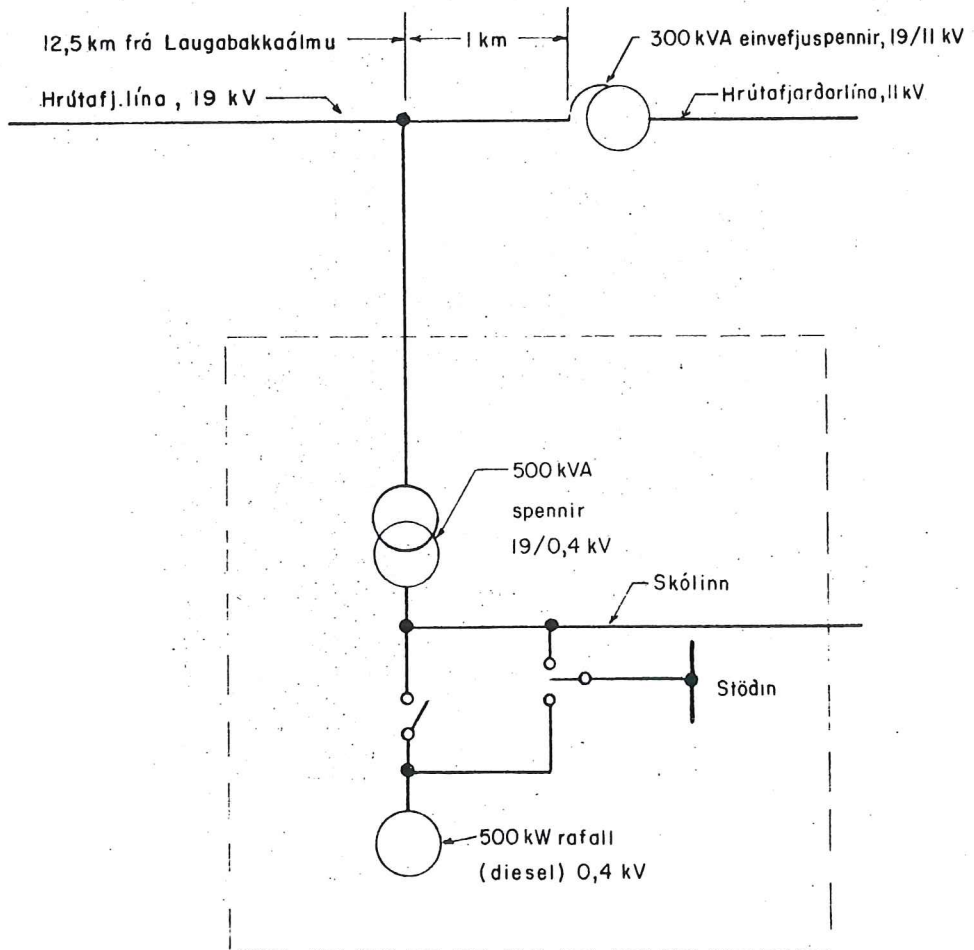 12,5 km frá Laugabakkaálmu
1 km
300 kVA einvefjuspennir, 19/11 kV
Hrútafj.lína , 19 kV
Hrútafjarðarlína, 11 kV
500 kVA
spennir
19/0,4 kV
Skólinn
Stöðin
500 kW rafall
(diesel) 0,4 kV